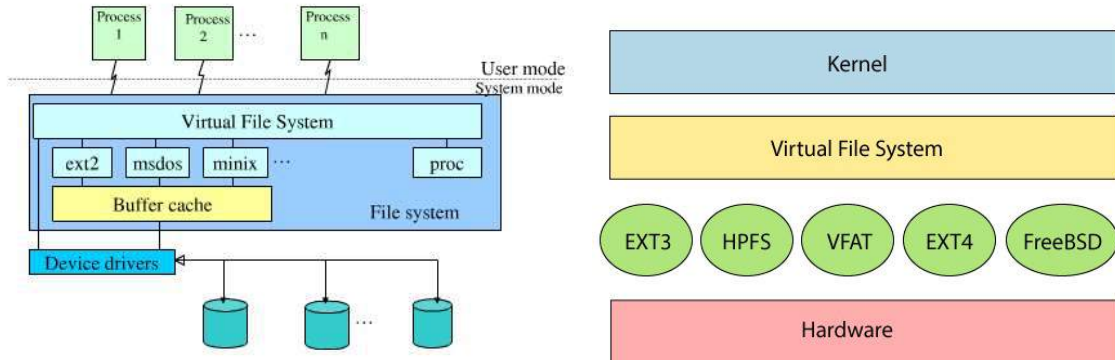 Process
1
Process
2
...
Process
n
User mode
System mode
Virtual File System
ext2
msdos
minix
...
proc
Buffer cache
File system
Device drivers
...
Kernel
Virtual File System
EXT3
HPFS
VFAT
EXT4
FreeBSD
Hardware